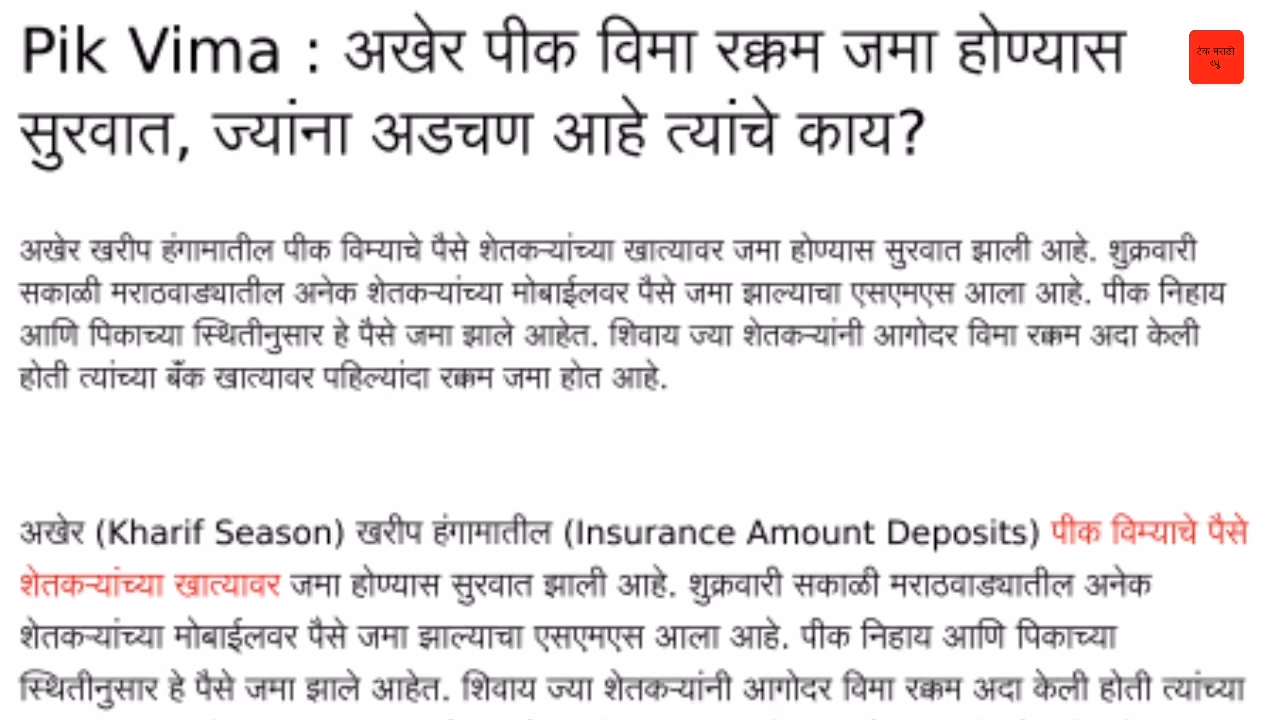 Pik Vima : अखेर पीक विमा रक्कम जमा होण्यास
सुरवात, ज्यांना अडचण आहे त्यांचे काय?
टेक मराठी
रघु
अखेर खरीप हंगामातील पीक विम्याचे पैसे शेतकऱ्यांच्या खात्यावर जमा होण्यास सुरवात झाली आहे. शुक्रवारी
सकाळी मराठवाड्यातील अनेक शेतकऱ्यांच्या मोबाईलवर पैसे जमा झाल्याचा एसएमएस आला आहे. पीक निहाय
आणि पिकाच्या स्थितीनुसार हे पैसे जमा झाले आहेत. शिवाय ज्या शेतकऱ्यांनी आगोदर विमा रक्कम अदा केली
होती त्यांच्या बँक खात्यावर पहिल्यांदा रक्कम जमा होत आहे.
अखेर (Kharif Season) खरीप हंगामातील (Insurance Amount Deposits) पीक विम्याचे पैसे
शेतकऱ्यांच्या खात्यावर जमा होण्यास सुरवात झाली आहे. शुक्रवारी सकाळी मराठवाड्यातील अनेक
शेतकऱ्यांच्या मोबाईलवर पैसे जमा झाल्याचा एसएमएस आला आहे. पीक निहाय आणि पिकाच्या
स्थितीनुसार हे पैसे जमा झाले आहेत. शिवाय ज्या शेतकऱ्यांनी आगोदर विमा रक्कम अदा केली होती त्यांच्या